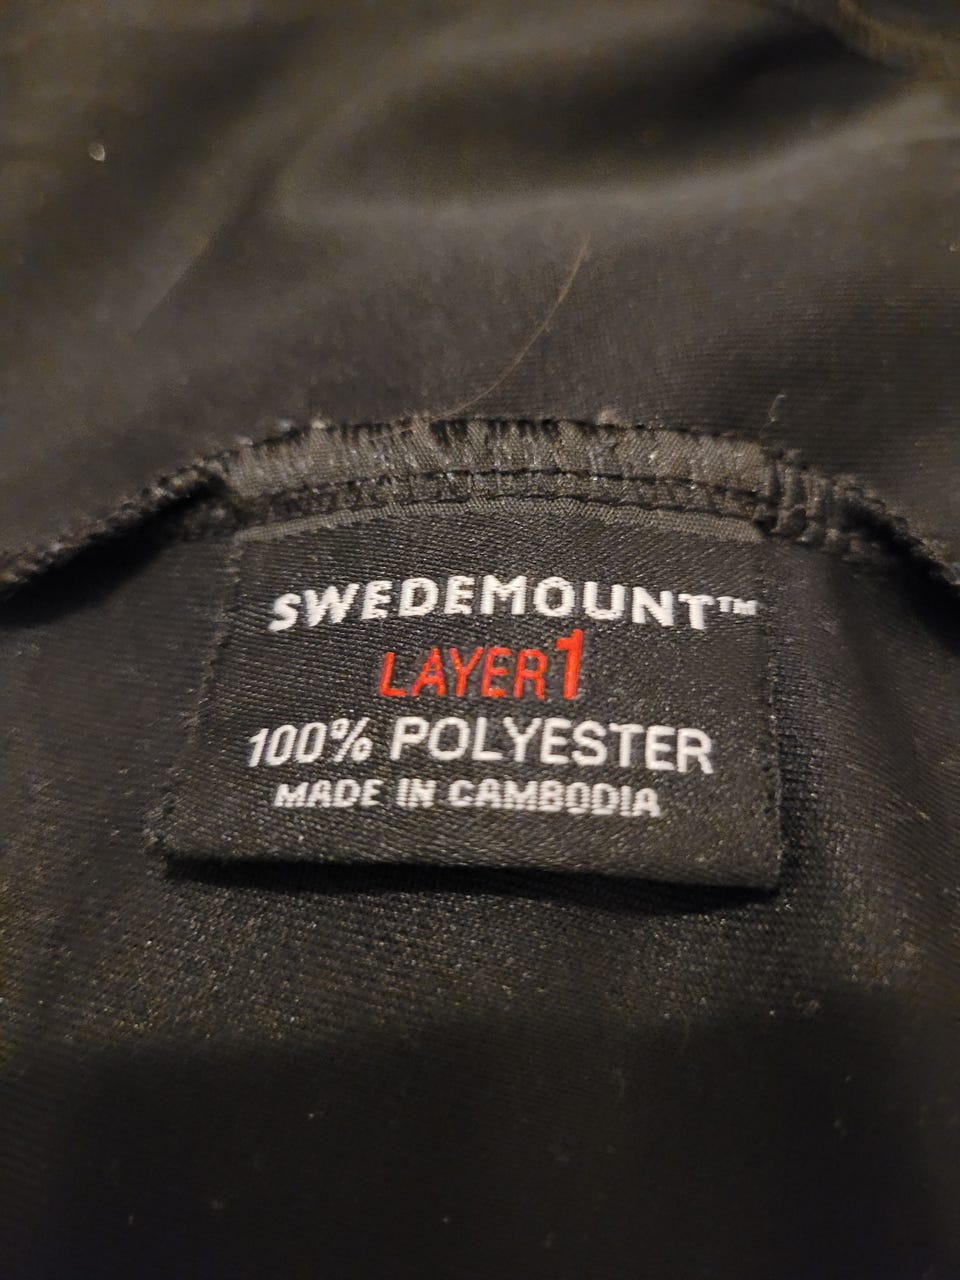 SWEDEMOUNT™
LAYER1
100% POLYESTER
MADE IN CAMBODIA